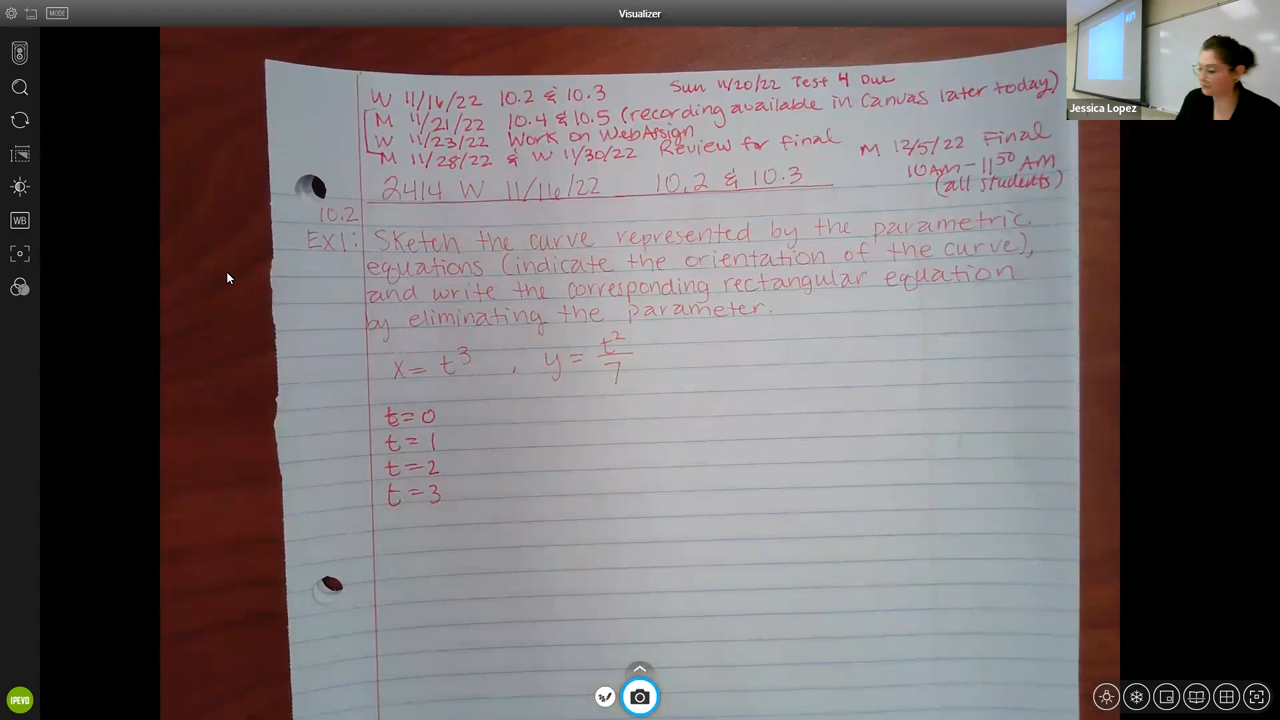 MODE
Visualizer
W 11/16/22 10.2 & 10.3 Sun 11/20/22 Test 4 Due
M 11/21/22 10.4 & 10.5 (recording available in Canvas later today)
W 11/23/22 Work on WebAssign
M 11/28/22 & W 11/30/22 Review for final M 12/5/22 Final
10AM-11:50 AM
(all students)
2414 W 11/16/22 10.2 & 10.3
10.2
EX1: Sketch the curve represented by the parametric
equations (indicate the orientation of the curve),
and write the corresponding rectangular equation
by eliminating the parameter.
x = t³ , y = t²/7
t = 0
t = 1
t = 2
t = 3
Jessica Lopez
WB
IPEVO